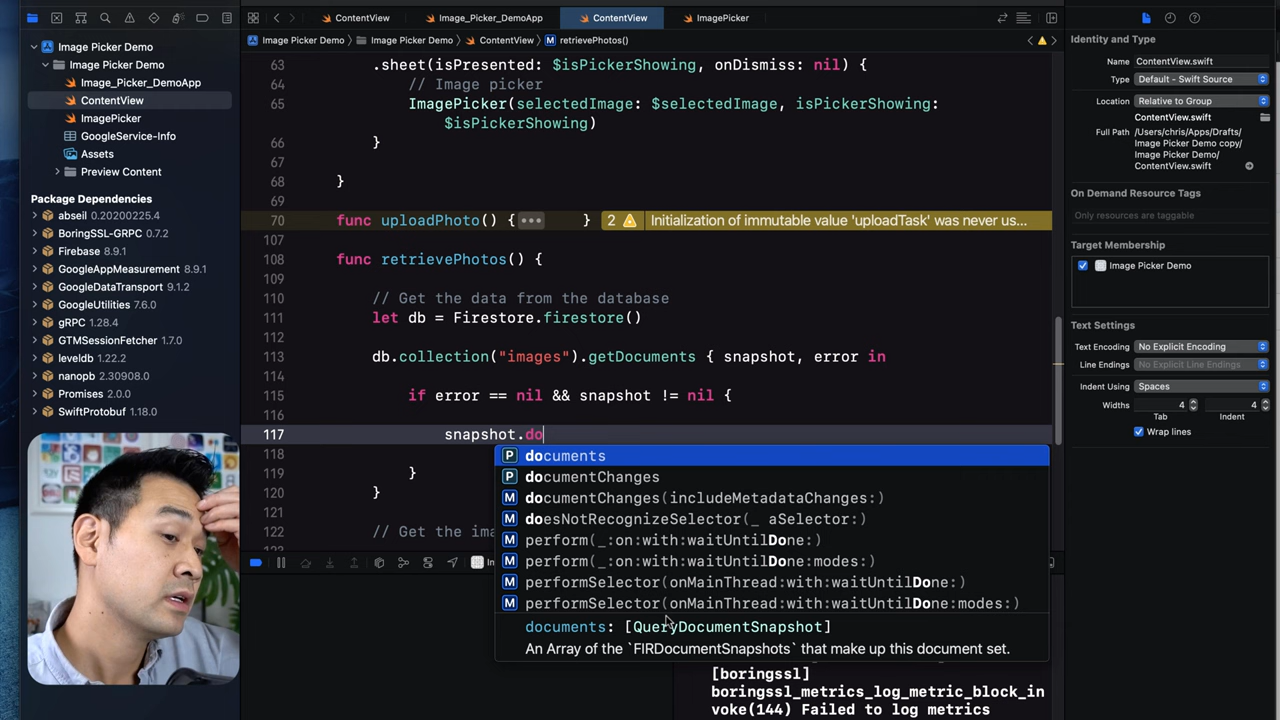 ContentView
Image_Picker_DemoApp
ContentView
ImagePicker
Image Picker Demo
Image Picker Demo
ContentView
M
retrievePhotos()
Image Picker Demo
Image Picker Demo
Image_Picker_DemoApp
ContentView
ImagePicker
GoogleService-Info
Assets
Preview Content
Package Dependencies
abseil 0.20200225.4
BoringSSL-GRPC 0.7.2
Firebase 8.9.1
GoogleAppMeasurement 8.9.1
GoogleDataTransport 9.1.2
GoogleUtilities 7.6.0
gRPC 1.28.4
GTMSessionFetcher 1.7.0
leveldb 1.22.2
nanopb 2.30908.0
Promises 2.0.0
SwiftProtobuf 1.18.0
63 .sheet(isPresented: $isPickerShowing, onDismiss: nil) {
64 // Image picker
65 ImagePicker(selectedImage: $selectedImage, isPickerShowing:
$isPickerShowing)
66 }
67
68 }
69
70 func uploadPhoto() {••• } 2 Initialization of immutable value 'uploadTask' was never us...
107
108 func retrievePhotos() {
109
110 // Get the data from the database
111 let db = Firestore.firestore()
112
113 db.collection("images").getDocuments { snapshot, error in
114
115 if error == nil && snapshot != nil {
116
117 snapshot.do
118
119 }
120 }
121
122 // Get the ima
P documents
P documentChanges
M documentChanges(includeMetadataChanges:)
M doesNotRecognizeSelector(_ aSelector:)
M perform(_:on:with:waitUntilDone:)
M perform(_:on:with:waitUntilDone:modes:)
M performSelector(onMainThread:with:waitUntilDone:)
M performSelector(onMainThread:with:waitUntilDone:modes:)
documents: [QueryDocumentSnapshot]
An Array of the `FIRDocumentSnapshots` that make up this document set.
[boringssl]
boringssl_metrics_log_metric_block_in
voke(144) Failed to log metrics
Identity and Type
Name ContentView.swift
Type Default - Swift Source
Location Relative to Group
ContentView.swift
Full Path /Users/chris/Apps/Drafts/
Image Picker Demo copy/
Image Picker Demo/
ContentView.swift
On Demand Resource Tags
Only resources are taggable
Target Membership
Image Picker Demo
Text Settings
Text Encoding No Explicit Encoding
Line Endings No Explicit Line Endings
Indent Using Spaces
Widths 4 4
Tab Indent
Wrap lines